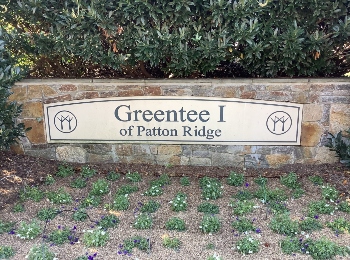 Greentee I
of Patton Ridge